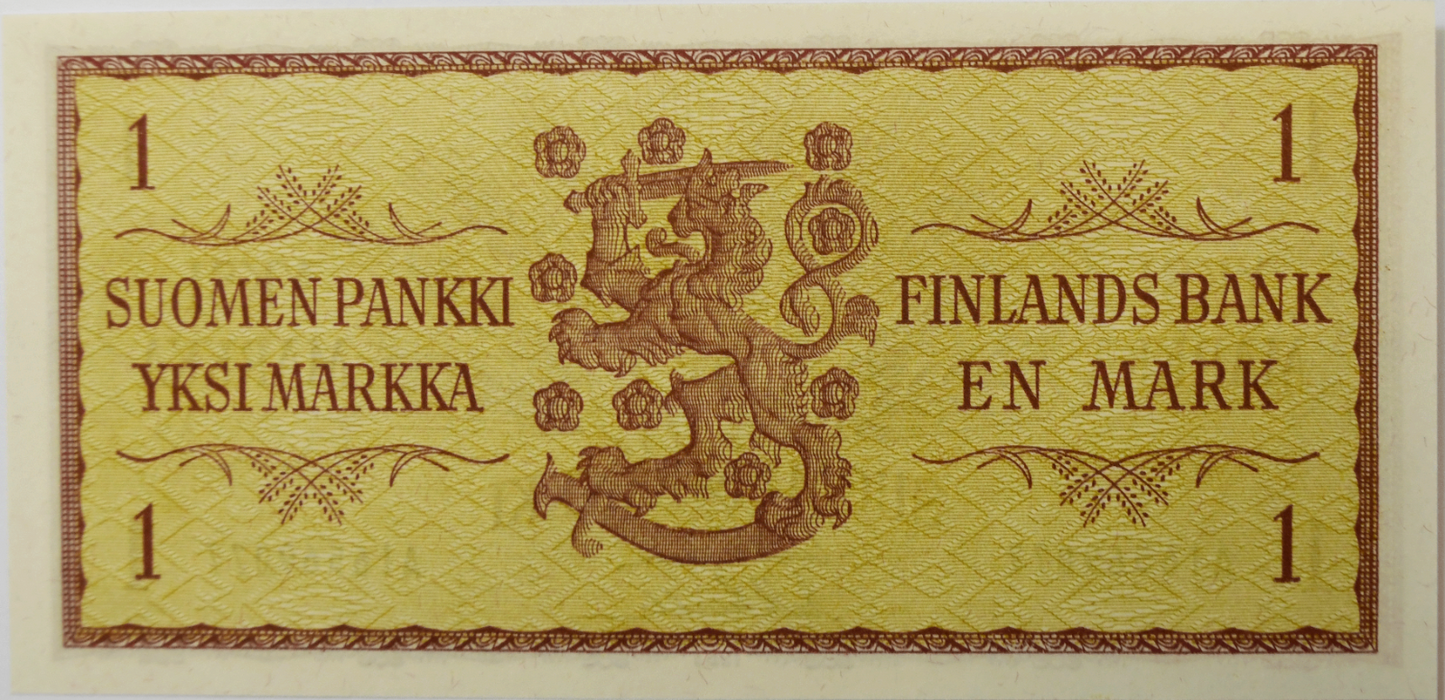 1
1
SUOMEN PANKKI
YKSI MARKKA
FINLANDS BANK
EN MARK
1
1